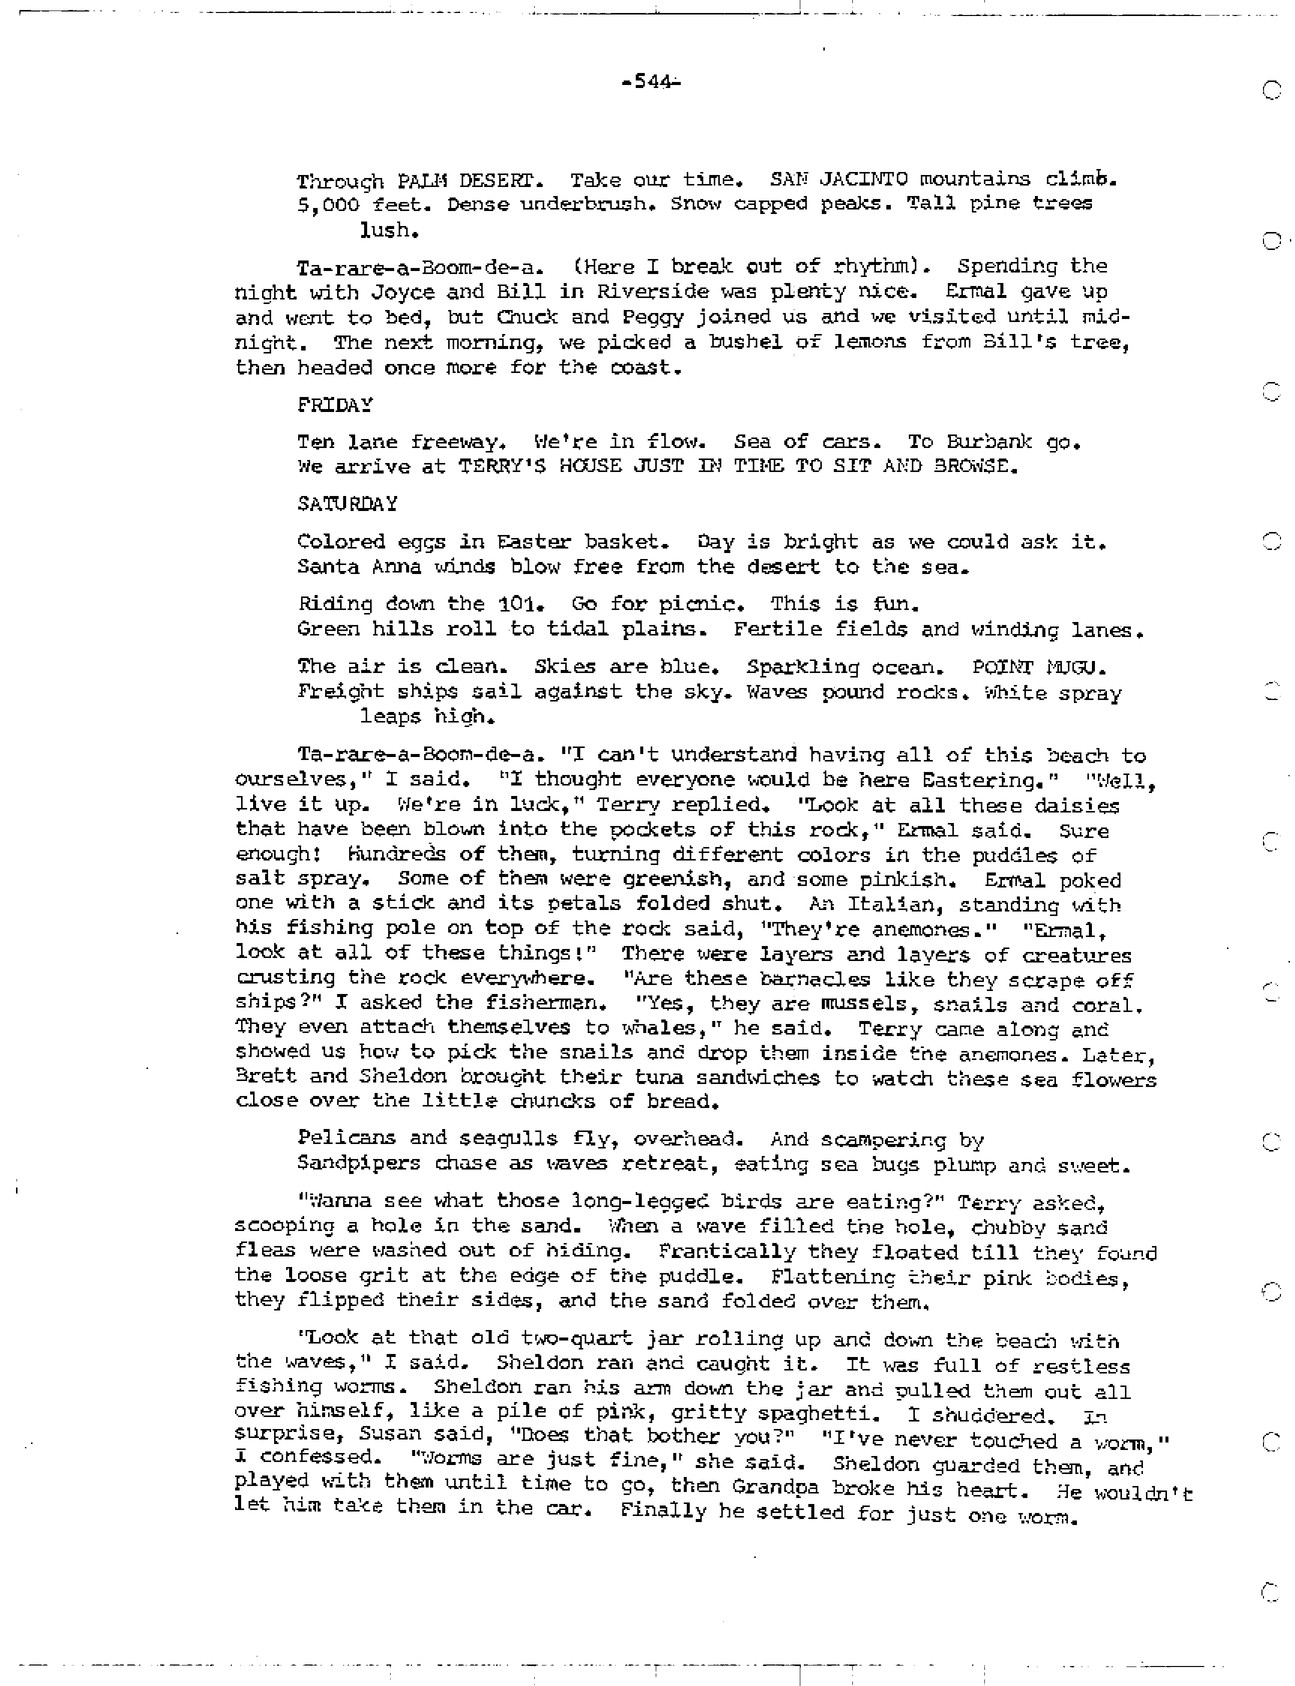 -544-
Through PALM DESERT. Take our time. SAN JACINTO mountains climb.
5,000 feet. Dense underbrush. Snow capped peaks. Tall pine trees
lush.
Ta-rare-a-Boom-de-a. (Here I break out of rhythm). Spending the
night with Joyce and Bill in Riverside was plenty nice. Ermal gave up
and went to bed, but Chuck and Peggy joined us and we visited until mid-
night. The next morning, we picked a bushel of lemons from Bill's tree,
then headed once more for the coast.
FRIDAY
Ten lane freeway. We're in flow. Sea of cars. To Burbank go.
We arrive at TERRY'S HOUSE JUST IN TIME TO SIT AND BROWSE.
SATURDAY
Colored eggs in Easter basket. Day is bright as we could ask it.
Santa Anna winds blow free from the desert to the sea.
Riding down the 101. Go for picnic. This is fun.
Green hills roll to tidal plains. Fertile fields and winding lanes.
The air is clean. Skies are blue. Sparkling ocean. POINT MUGU.
Freight ships sail against the sky. Waves pound rocks. White spray
leaps high.
Ta-rare-a-Boom-de-a. "I can't understand having all of this beach to
ourselves," I said. "I thought everyone would be here Eastering." "Well,
live it up. We're in luck," Terry replied. "Look at all these daisies
that have been blown into the pockets of this rock," Ermal said. Sure
enough! Hundreds of them, turning different colors in the puddles of
salt spray. Some of them were greenish, and some pinkish. Ermal poked
one with a stick and its petals folded shut. An Italian, standing with
his fishing pole on top of the rock said, "They're anemones." "Ermal,
look at all of these things!" There were layers and layers of creatures
crusting the rock everywhere. "Are these barnacles like they scrape off
ships?" I asked the fisherman. "Yes, they are mussels, snails and coral.
They even attach themselves to whales," he said. Terry came along and
showed us how to pick the snails and drop them inside the anemones. Later,
Brett and Sheldon brought their tuna sandwiches to watch these sea flowers
close over the little chuncks of bread.
Pelicans and seagulls fly, overhead. And scampering by
Sandpipers chase as waves retreat, eating sea bugs plump and sweet.
"Wanna see what those long-legged birds are eating?" Terry asked,
scooping a hole in the sand. When a wave filled the hole, chubby sand
fleas were washed out of hiding. Frantically they floated till they found
the loose grit at the edge of the puddle. Flattening their pink bodies,
they flipped their sides, and the sand folded over them.
"Look at that old two-quart jar rolling up and down the beach with
the waves," I said. Sheldon ran and caught it. It was full of restless
fishing worms. Sheldon ran his arm down the jar and pulled them out all
over himself, like a pile of pink, gritty spaghetti. I shuddered. In
surprise, Susan said, "Does that bother you?" "I've never touched a worm,"
I confessed. "Worms are just fine," she said. Sheldon guarded them, and
played with them until time to go, then Grandpa broke his heart. He wouldn't
let him take them in the car. Finally he settled for just one worm.